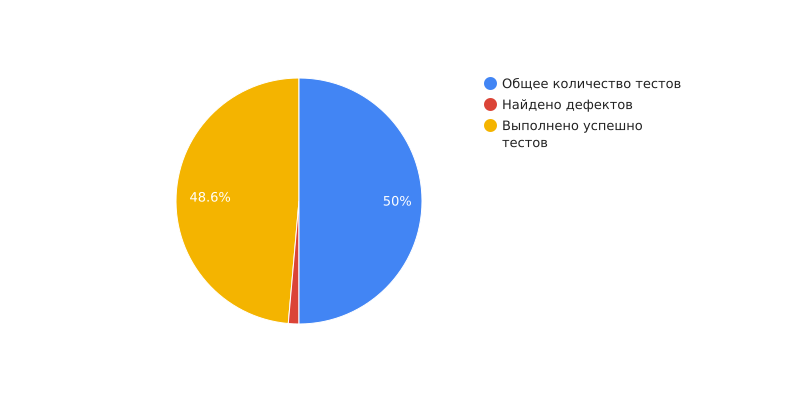 Общее количество тестов
Найдено дефектов
Выполнено успешно
тестов
48.6%
50%